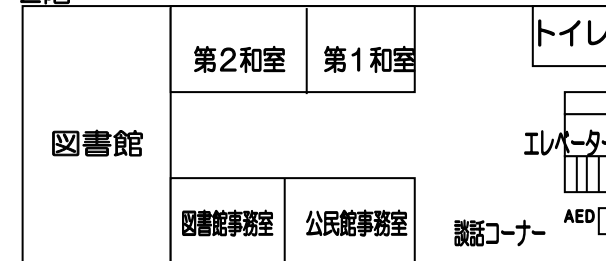 第2和室
第1和室
トイレ
図書館
エレベーター
図書館事務室
公民館事務室
談話コーナー
AED